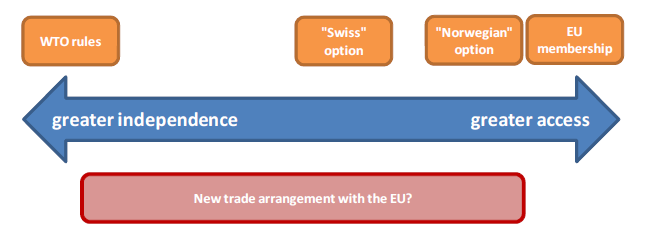 WTO rules
"Swiss"
option
"Norwegian"
option
EU
membership
greater independence
greater access
New trade arrangement with the EU?